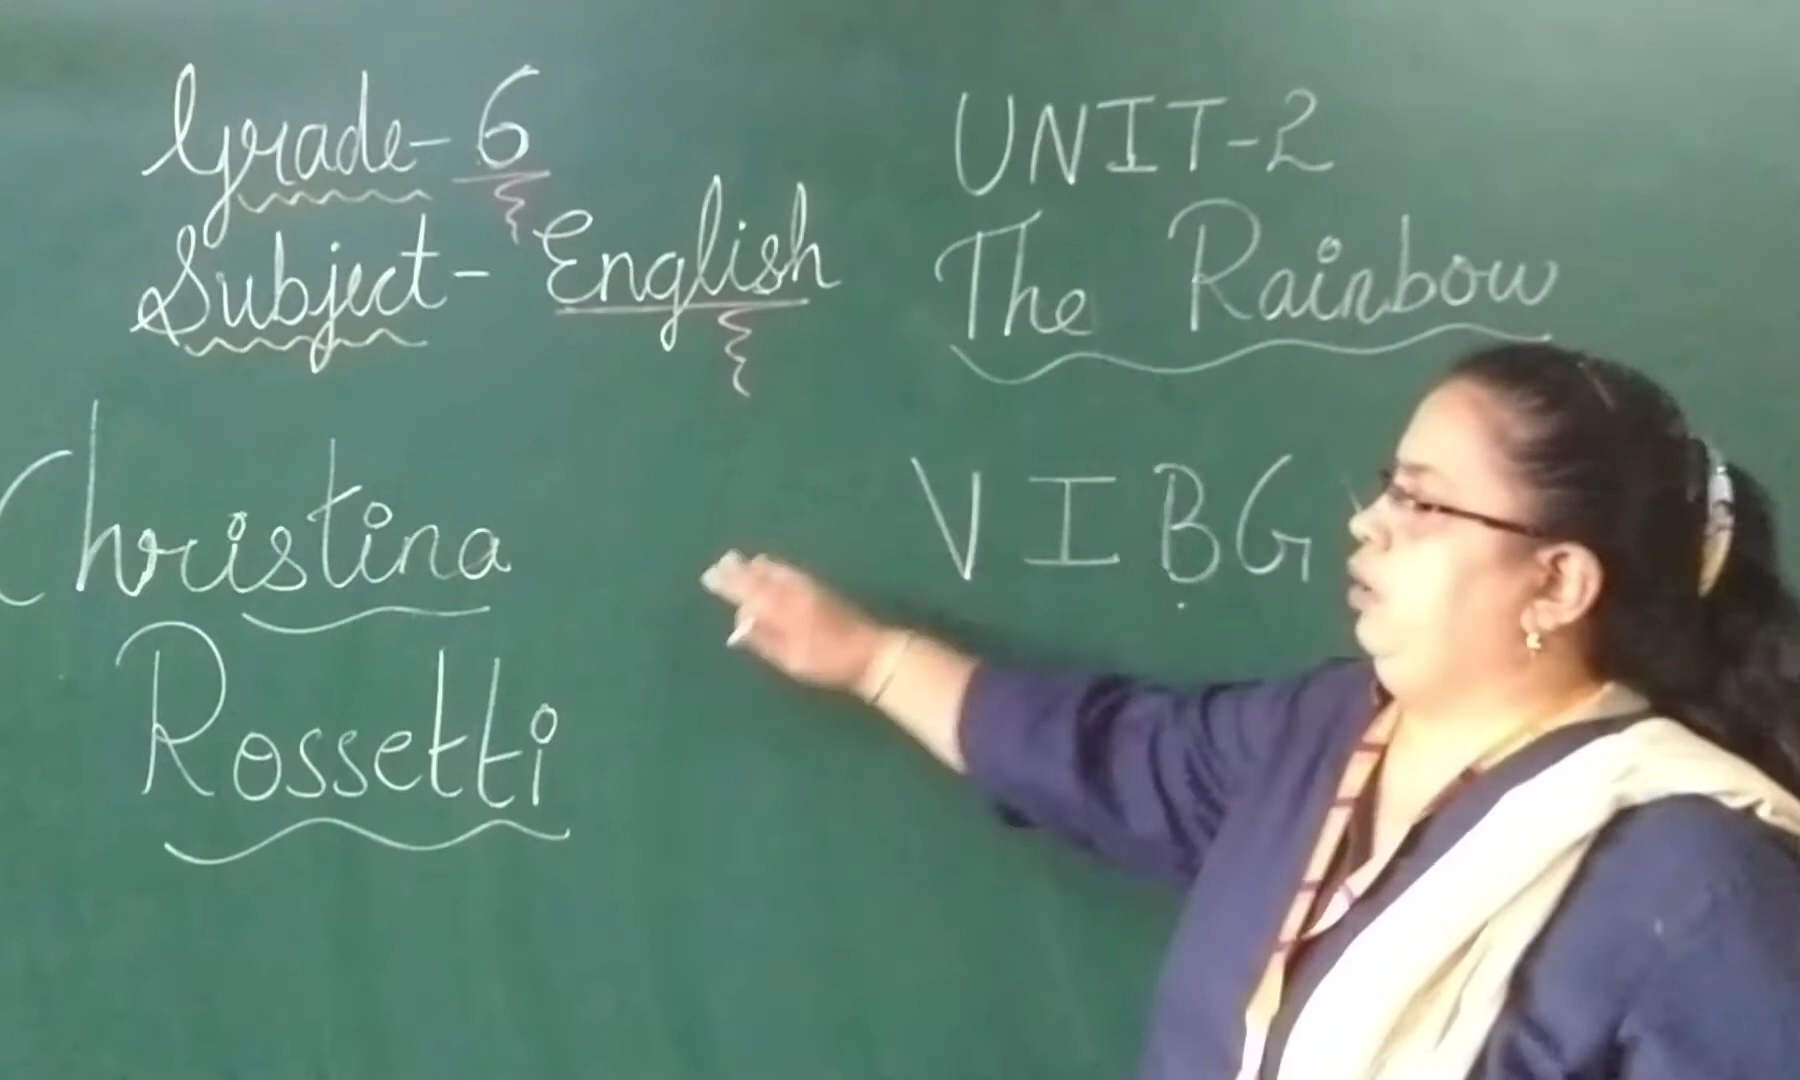 Grade-6
Subject- English
Christina
Rossetti
UNIT-2
The Rainbow
V I B G